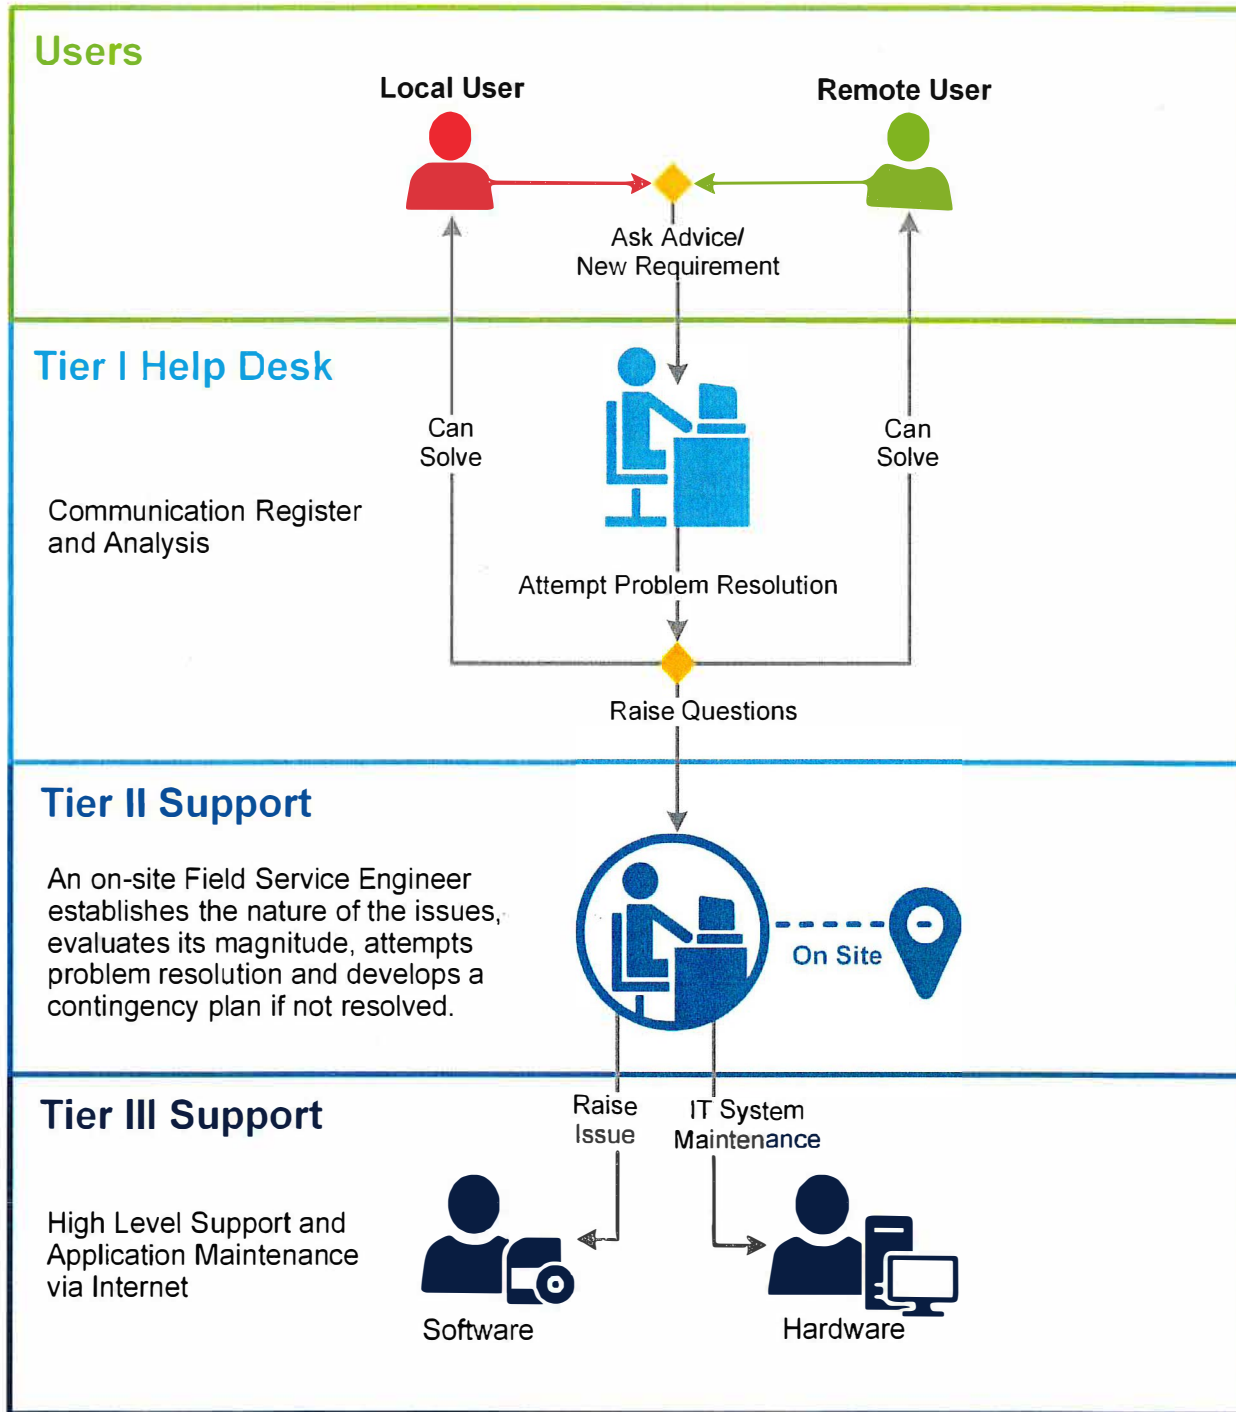 Users
Local User
Remote User
Ask Advice/
New Requirement
Tier I Help Desk
Can
Solve
Can
Solve
Communication Register
and Analysis
Attempt Problem Resolution
Raise Questions
Tier II Support
An on-site Field Service Engineer
establishes the nature of the issues,
evaluates its magnitude, attempts
problem resolution and develops a
contingency plan if not resolved.
On Site
Tier III Support
Raise
Issue
IT System
Maintenance
High Level Support and
Application Maintenance
via Internet
Software
Hardware